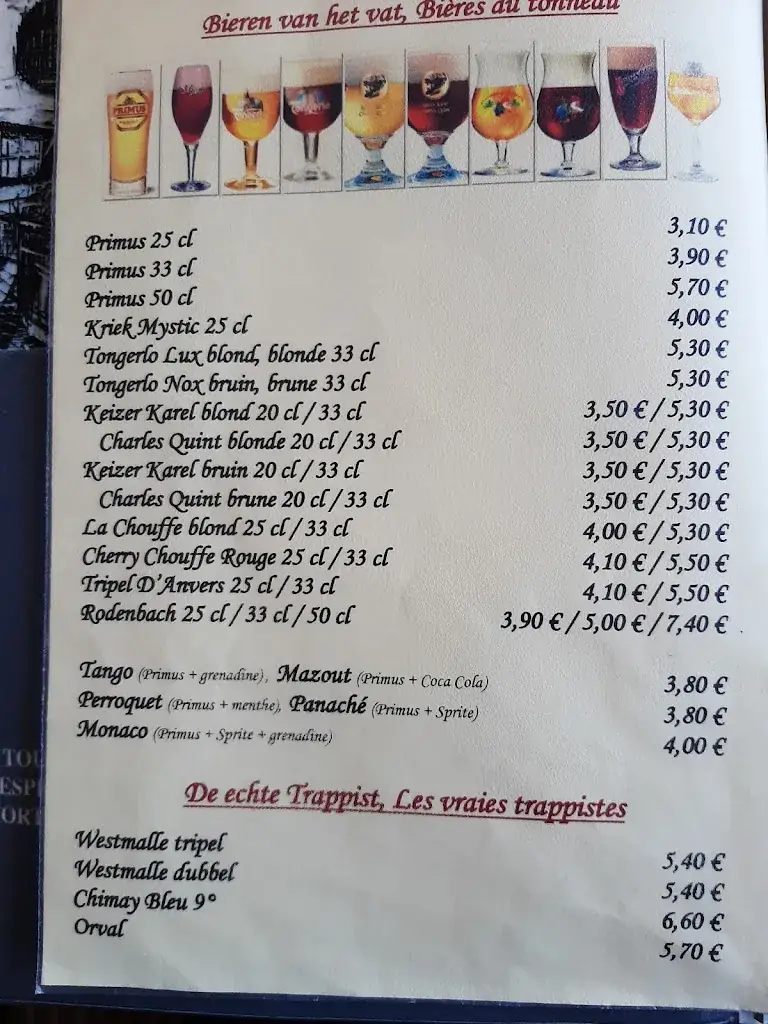 Bieren van het vat, Bières au tonneau
PRIMUS
Primus 25 cl 3,10 €
Primus 33 cl 3,90 €
Primus 50 cl 5,70 €
Kriek Mystic 25 cl 4,00 €
Tongerlo Lux blond, blonde 33 cl 5,30 €
Tongerlo Nox bruin, brune 33 cl 5,30 €
Keizer Karel blond 20 cl / 33 cl 3,50 € / 5,30 €
Charles Quint blonde 20 cl / 33 cl 3,50 € / 5,30 €
Keizer Karel bruin 20 cl / 33 cl 3,50 € / 5,30 €
Charles Quint brune 20 cl / 33 cl 3,50 € / 5,30 €
La Chouffe blond 25 cl / 33 cl 4,00 € / 5,30 €
Cherry Chouffe Rouge 25 cl / 33 cl 4,10 € / 5,50 €
Tripel D'Anvers 25 cl / 33 cl 4,10 € / 5,50 €
Rodenbach 25 cl / 33 cl / 50 cl 3,90 € / 5,00 € / 7,40 € .
Tango (Primus + grenadine), Mazout (Primus + Coca Cola) 3,80 €
Perroquet (Primus + menthe), Panaché (Primus + Sprite) 3,80 €
Monaco (Primus + Sprite + grenadine) 4,00 €
De echte Trappist, Les vraies trappistes
Westmalle tripel 5,40 €
Westmalle dubbel 5,40 €
Chimay Bleu 9° 6,60 €
Orval 5,70 €
TOU
ESP
ORT